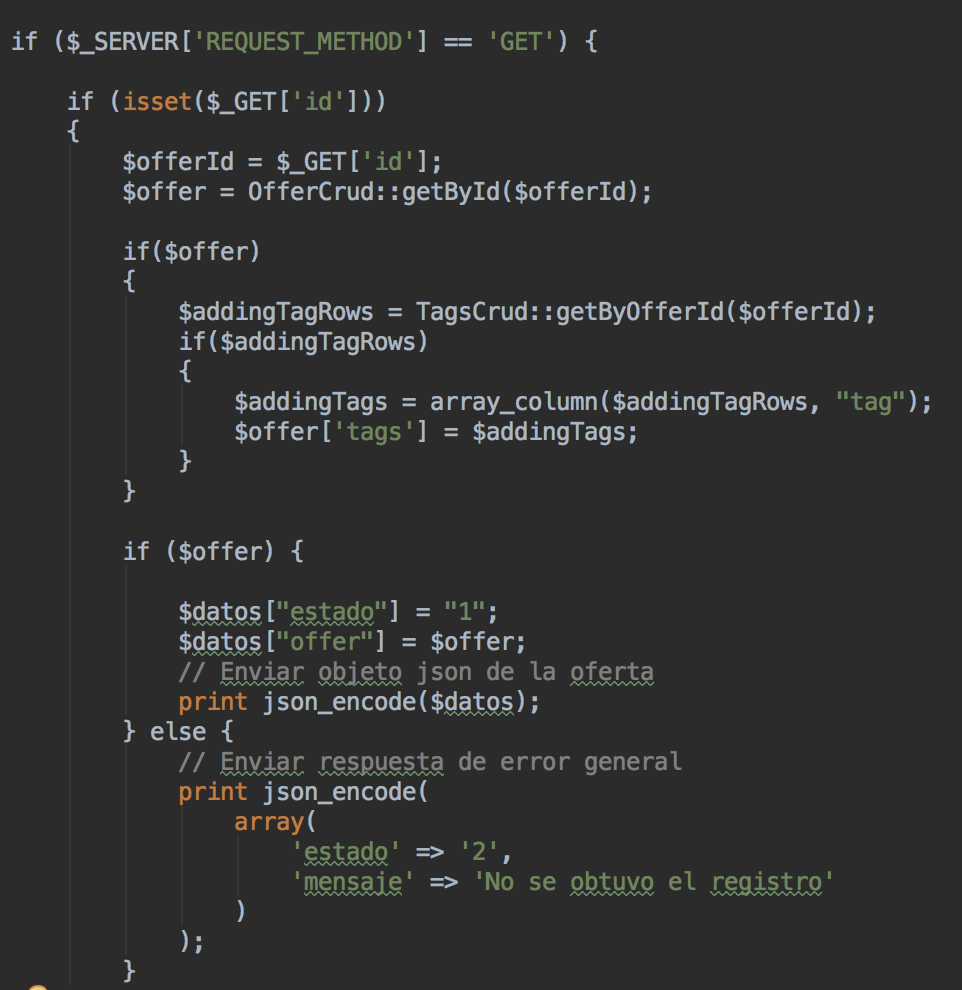 if ($_SERVER['REQUEST_METHOD'] == 'GET') {
if (isset($_GET['id']))
{
$offerId = $_GET['id'];
$offer = OfferCrud::getById($offerId);
if($offer)
{
$addingTagRows = TagsCrud::getByOfferId($offerId);
if($addingTagRows)
{
$addingTags = array_column($addingTagRows, "tag");
$offer['tags'] = $addingTags;
}
}
if ($offer) {
$datos["estado"] = "1";
$datos["offer"] = $offer;
// Enviar objeto json de la oferta
print json_encode($datos);
} else {
// Enviar respuesta de error general
print json_encode(
array(
'estado' => '2',
'mensaje' => 'No se obtuvo el registro'
)
);
}